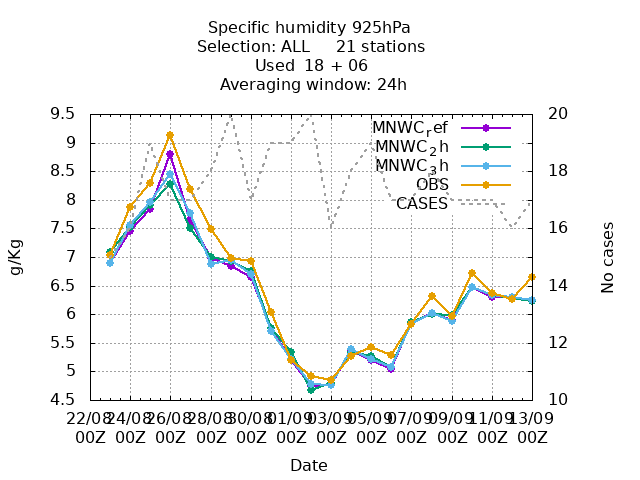 Specific humidity 925hPa
Selection: ALL 21 stations
Used 18 + 06
Averaging window: 24h
9.5
9
8.5
8
7.5
7
6.5
6
5.5
5
4.5
g/Kg
20
18
16
14
12
10
No cases
MNWC_ref
MNWC_2h
MNWC_3h
OBS
CASES
22/08 24/08 26/08 28/08 30/08 01/09 03/09 05/09 07/09 09/09 11/09 13/09
00Z 00Z 00Z 00Z 00Z 00Z 00Z 00Z 00Z 00Z 00Z 00Z
Date